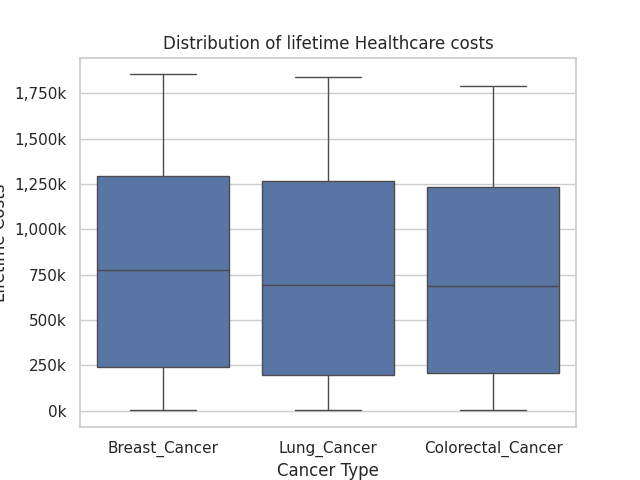 Distribution of lifetime Healthcare costs
1,750k
1,500k
1,250k
1,000k
750k
500k
250k
0k
Lifetime Costs
Breast_Cancer
Lung_Cancer
Colorectal_Cancer
Cancer Type